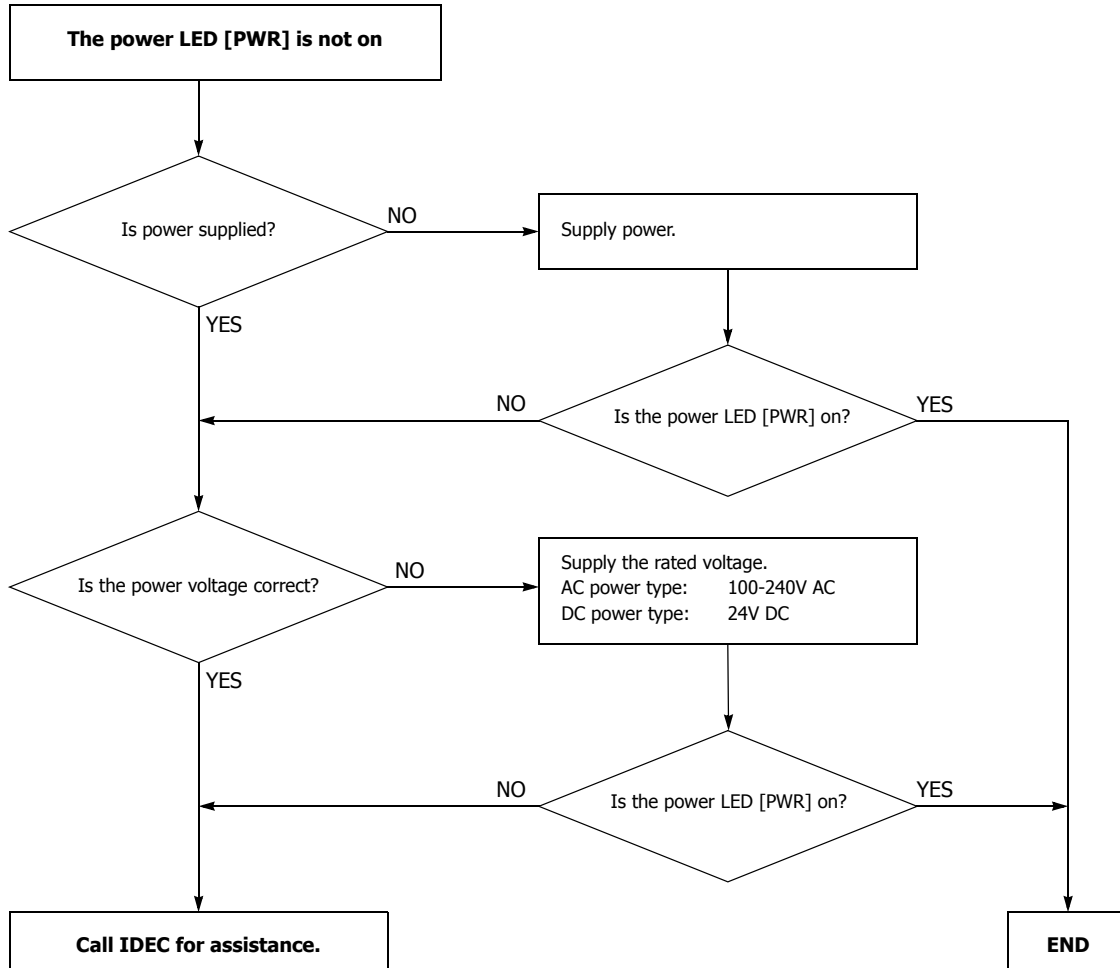 The power LED [PWR] is not on
Is power supplied?
NO
Supply power.
YES
Is the power LED [PWR] on?
NO
YES
Is the power voltage correct?
NO
Supply the rated voltage.
AC power type: 100-240V AC
DC power type: 24V DC
YES
Is the power LED [PWR] on?
NO
YES
Call IDEC for assistance.
END